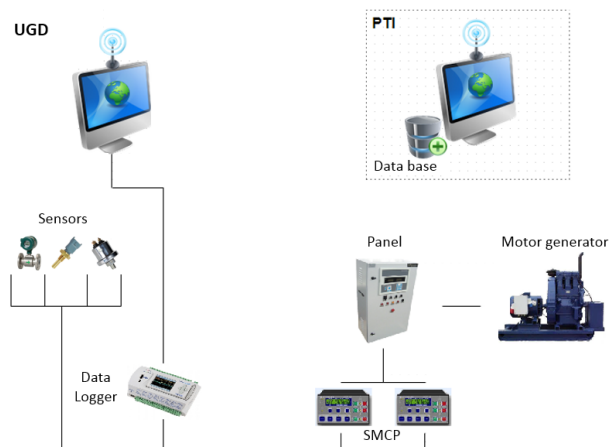 UGD
PTI
Data base
Sensors
Panel
Motor generator
Data
Logger
SMCP